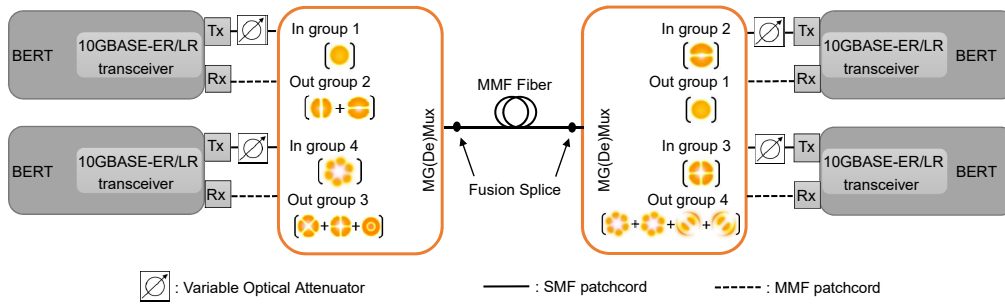 BERT
10GBASE-ER/LR
transceiver
Tx
Rx
In group 1
Out group 2
+
BERT
10GBASE-ER/LR
transceiver
Tx
Rx
In group 4
Out group 3
+ +
MG(De)Mux
MMF Fiber
Fusion Splice
MG(De)Mux
In group 2
Out group 1
Tx
Rx
10GBASE-ER/LR
transceiver
BERT
In group 3
Out group 4
+ + +
Tx
Rx
10GBASE-ER/LR
transceiver
BERT
: Variable Optical Attenuator
: SMF patchcord
: MMF patchcord